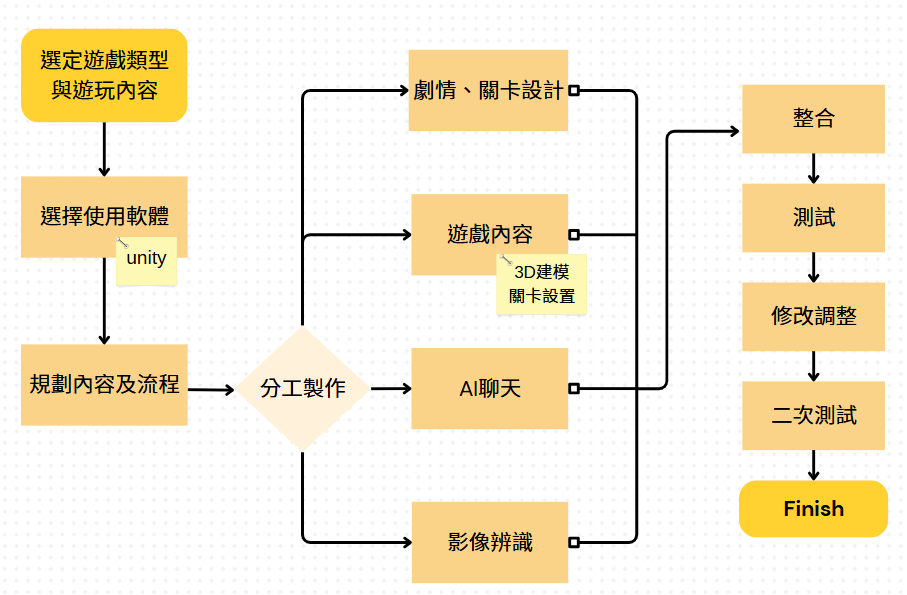 選定遊戲類型
與遊玩內容
選擇使用軟體
unity
規劃內容及流程
分工製作
劇情、關卡設計
遊戲內容
3D建模
關卡設置
AI聊天
影像辨識
整合
測試
修改調整
二次測試
Finish